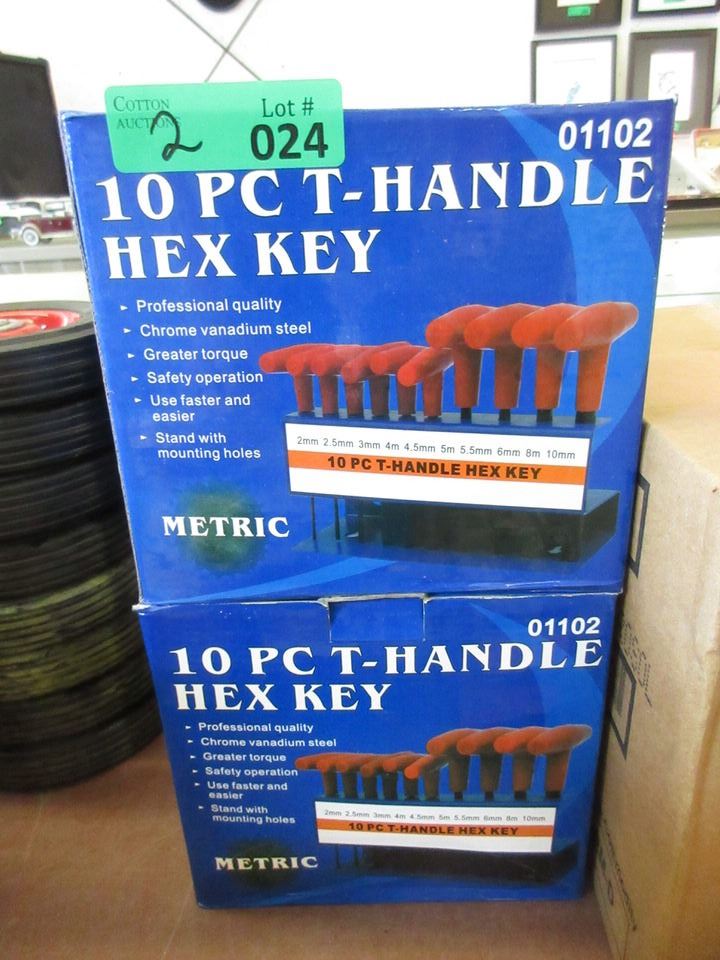 COTTON
AUCTIONS
2
Lot #
024
01102
10 PC T-HANDLE
HEX KEY
Professional quality
Chrome vanadium steel
Greater torque
Safety operation
Use faster and
easier
Stand with
mounting holes
2mm 2.5mm 3mm 4m 4.5mm 5m 5.5mm 6mm 8m 10mm
10 PC T-HANDLE HEX KEY
METRIC
01102
10 PC T-HANDLE
HEX KEY
Professional quality
Chrome vanadium steel
Greater torque
Safety operation
Use faster and
easier
Stand with
mounting holes
2mm 2.5mm 3mm 4m 4.5mm 5m 5.5mm 6mm 8m 10mm
10 PC T-HANDLE HEX KEY
METRIC